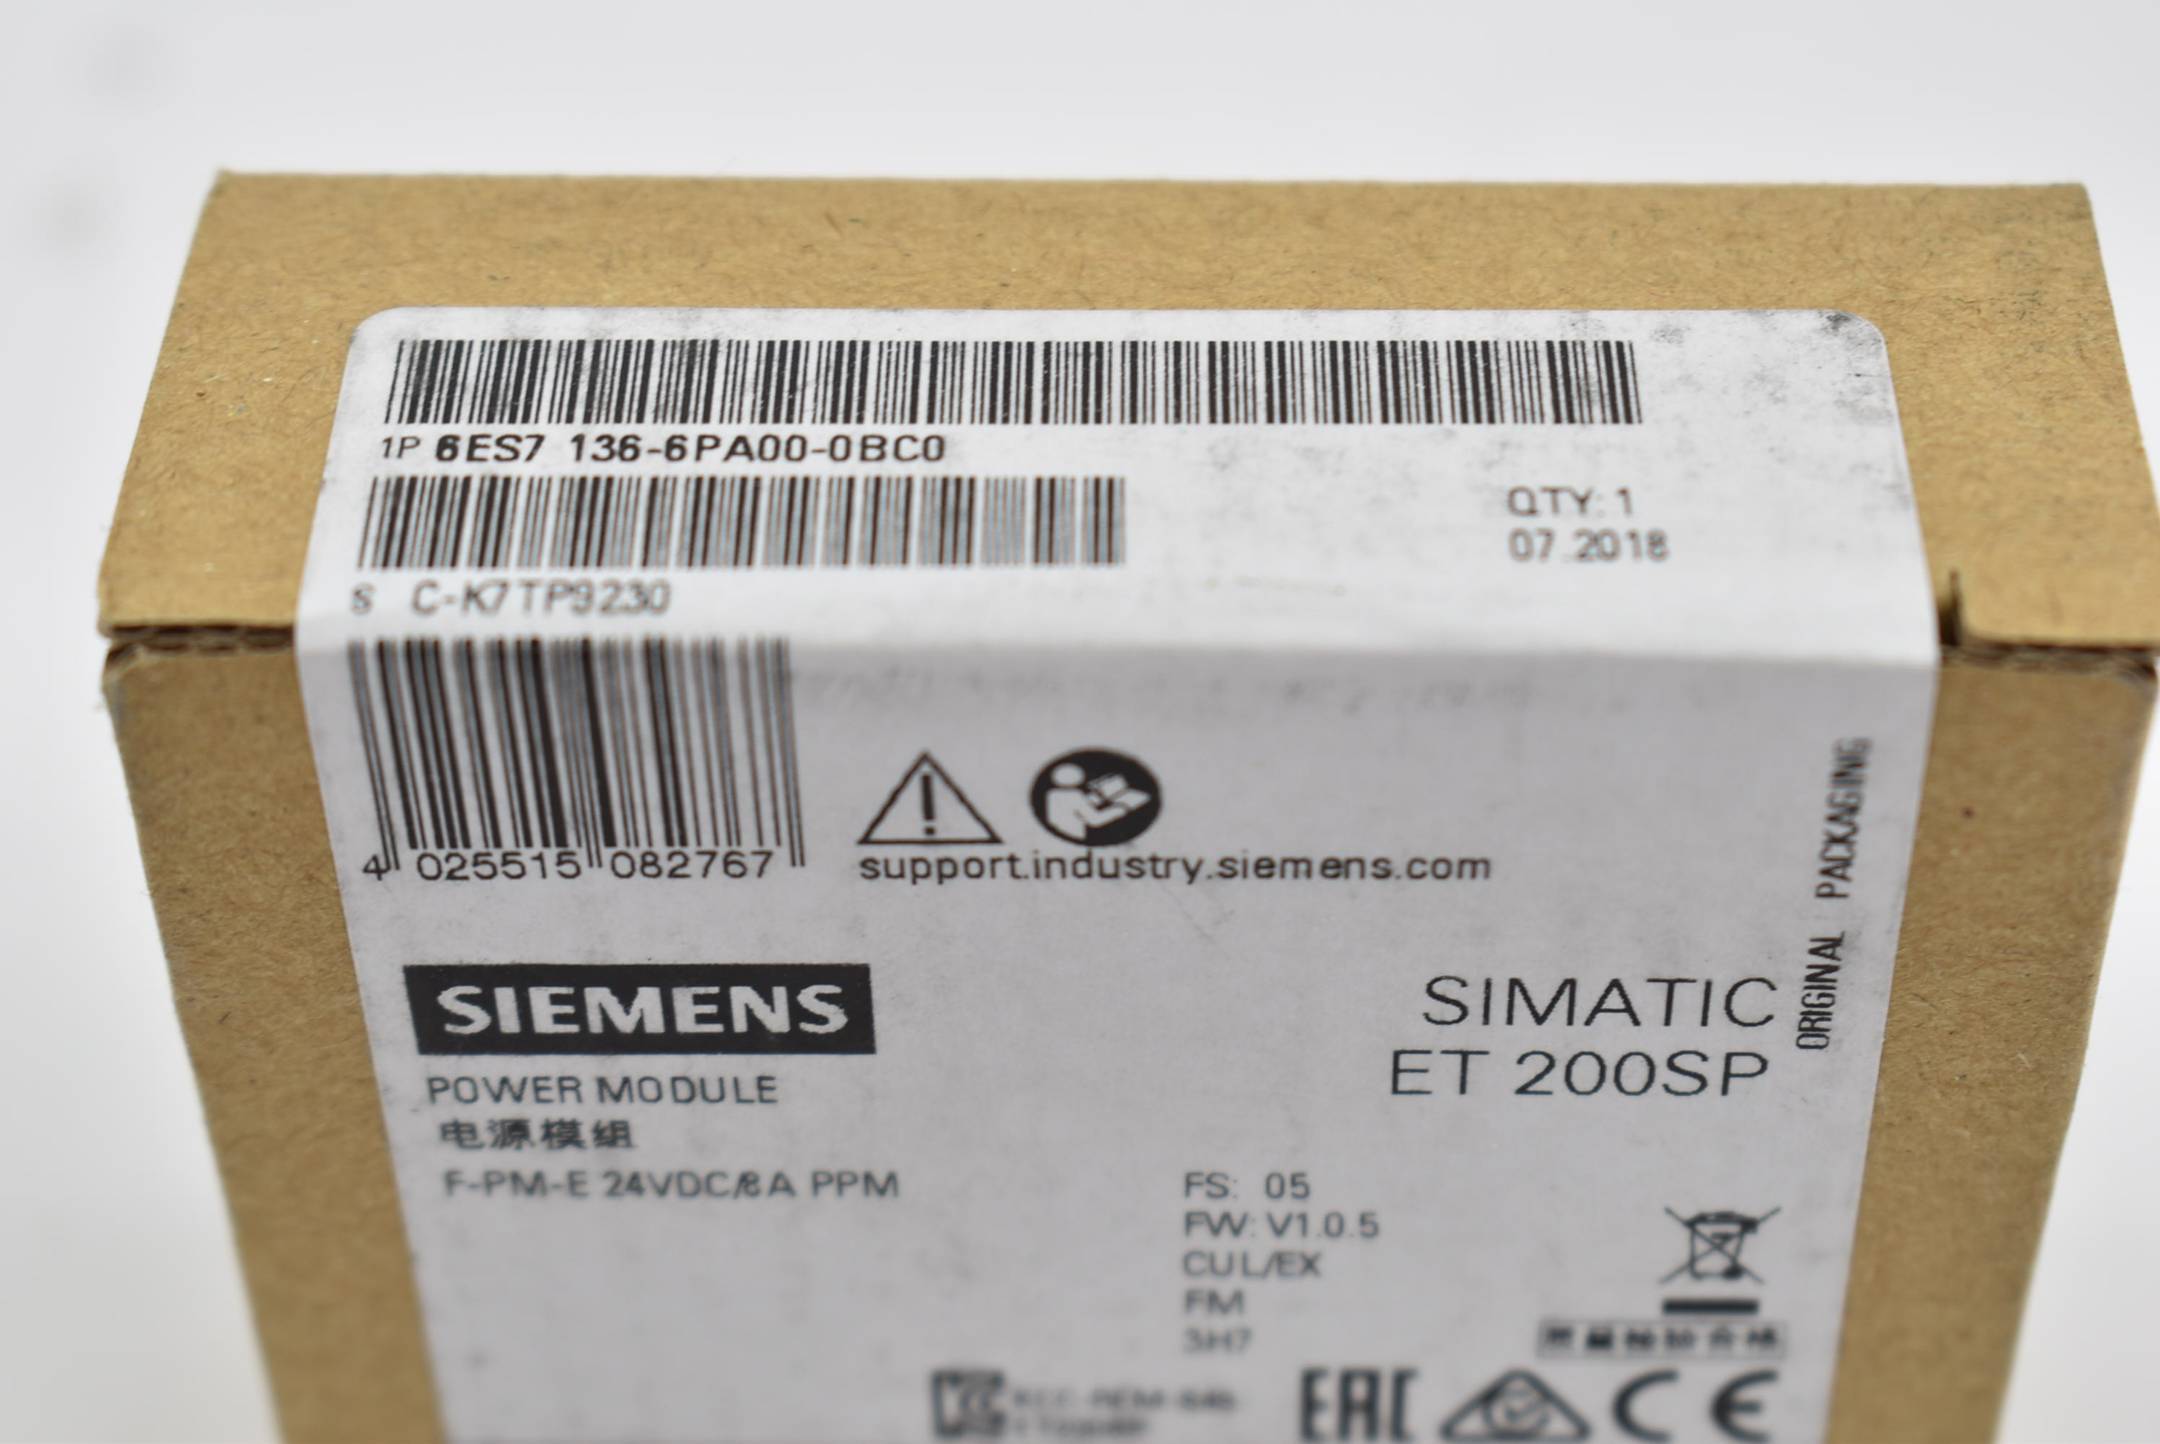 1P 6ES7 136-6PA00-0BC0
QTY: 1
07.2018
S C-K7TP9230
4 025515 082767
support.industry.siemens.com
ORIGINAL PACKAGING
SIEMENS
SIMATIC
ET 200SP
POWER MODULE
电源模组
F-PM-E 24VDC/8A PPM
FS: 05
FW: V1.0.5
CUL/EX
FM
3H7
EAC
CE